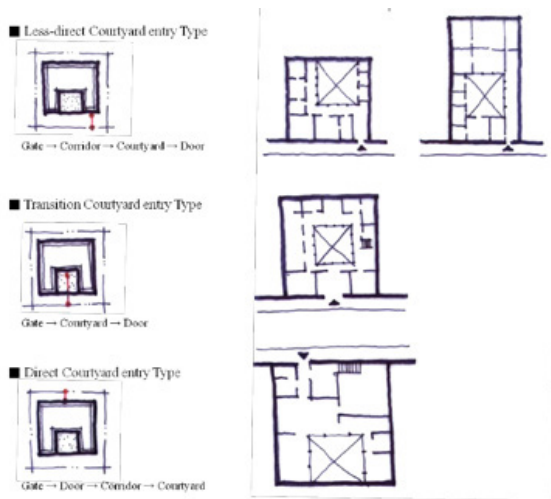 ■ Less-direct Courtyard entry Type
Gate → Corridor → Courtyard → Door
■ Transition Courtyard entry Type
Gate → Courtyard → Door
■ Direct Courtyard entry Type
Gate → Door → Corridor → Courtyard